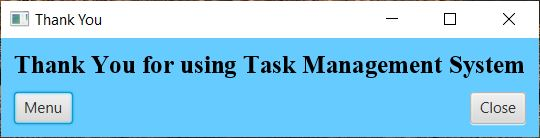 Thank You
Thank You for using Task Management System
Menu Close